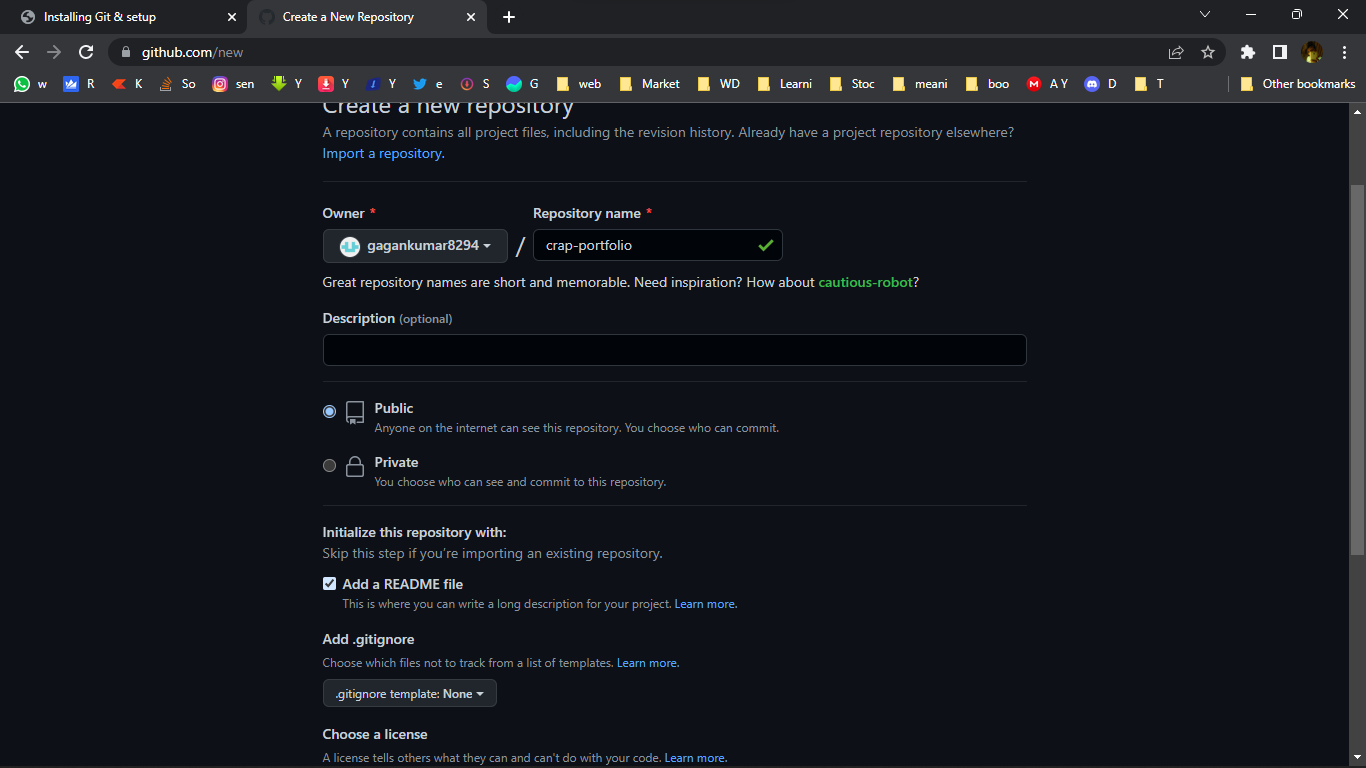 Installing Git & setup
Create a New Repository
github.com/new
w R K So sen Y Y Y e S G web Market WD Learni Stoc meani boo A Y D T Other bookmarks
Create a new repository
A repository contains all project files, including the revision history. Already have a project repository elsewhere?
Import a repository.
Owner * Repository name *
gagankumar8294 / crap-portfolio
Great repository names are short and memorable. Need inspiration? How about cautious-robot?
Description (optional)
Public
Anyone on the internet can see this repository. You choose who can commit.
Private
You choose who can see and commit to this repository.
Initialize this repository with:
Skip this step if you’re importing an existing repository.
Add a README file
This is where you can write a long description for your project. Learn more.
Add .gitignore
Choose which files not to track from a list of templates. Learn more.
.gitignore template: None
Choose a license
A license tells others what they can and can't do with your code. Learn more.